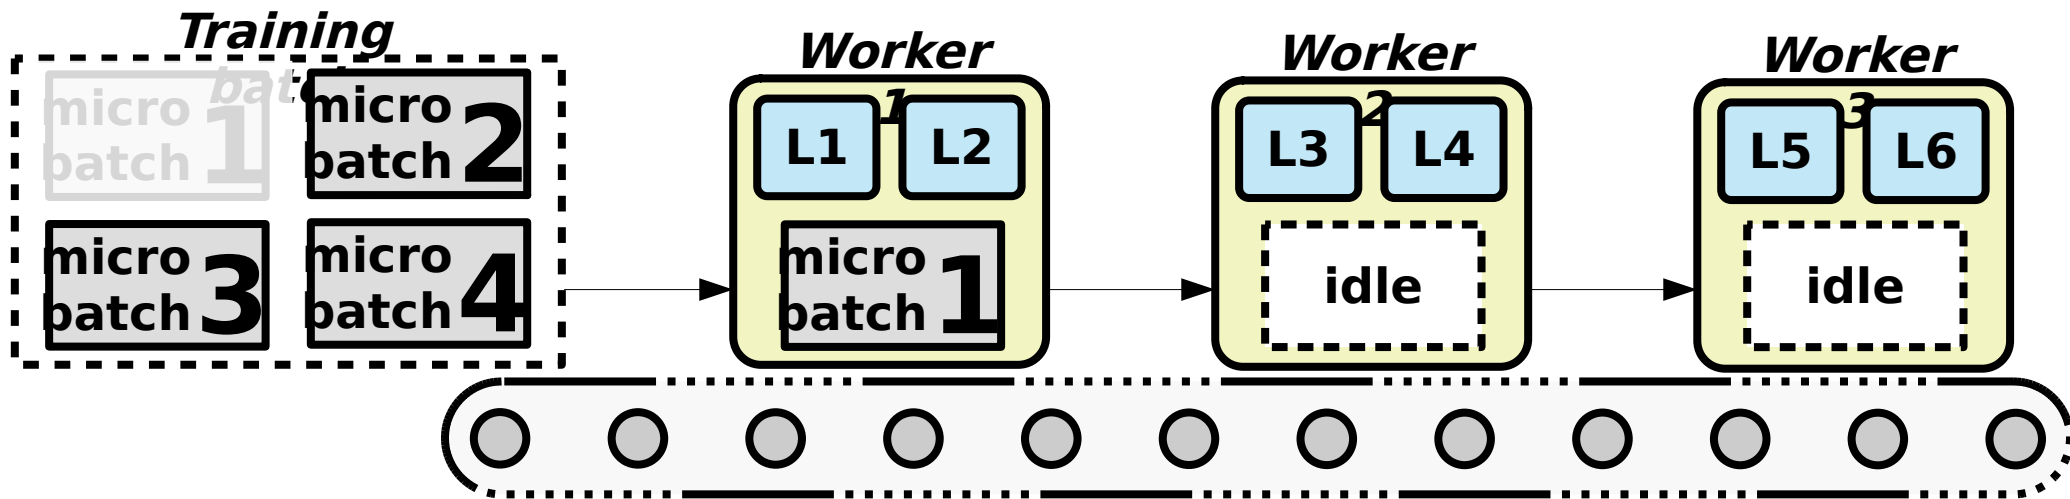 Training
batch
micro
batch 1
micro
batch 2
micro
batch 3
micro
batch 4
Worker
1
L1 L2
micro
batch 1
Worker
2
L3 L4
idle
Worker
3
L5 L6
idle